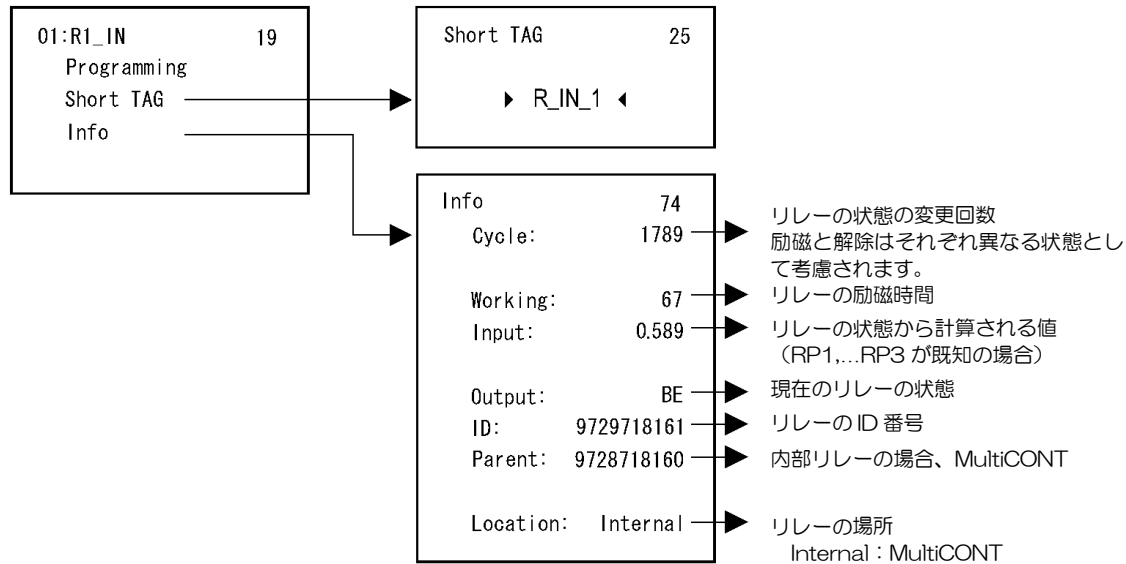 01:R1_IN 19
Programming
Short TAG
Info
Short TAG 25
R_IN_1
Info 74
Cycle: 1789
リレーの状態の変更回数
励磁と解除はそれぞれ異なる状態とし
て考慮されます。
Working: 67
リレーの励磁時間
Input: 0.589
リレーの状態から計算される値
（RP1,...RP3 が既知の場合）
Output: BE
現在のリレーの状態
ID: 9729718161
リレーの ID 番号
Parent: 9728718160
内部リレーの場合、MultiCONT
Location: Internal
リレーの場所
Internal：MultiCONT